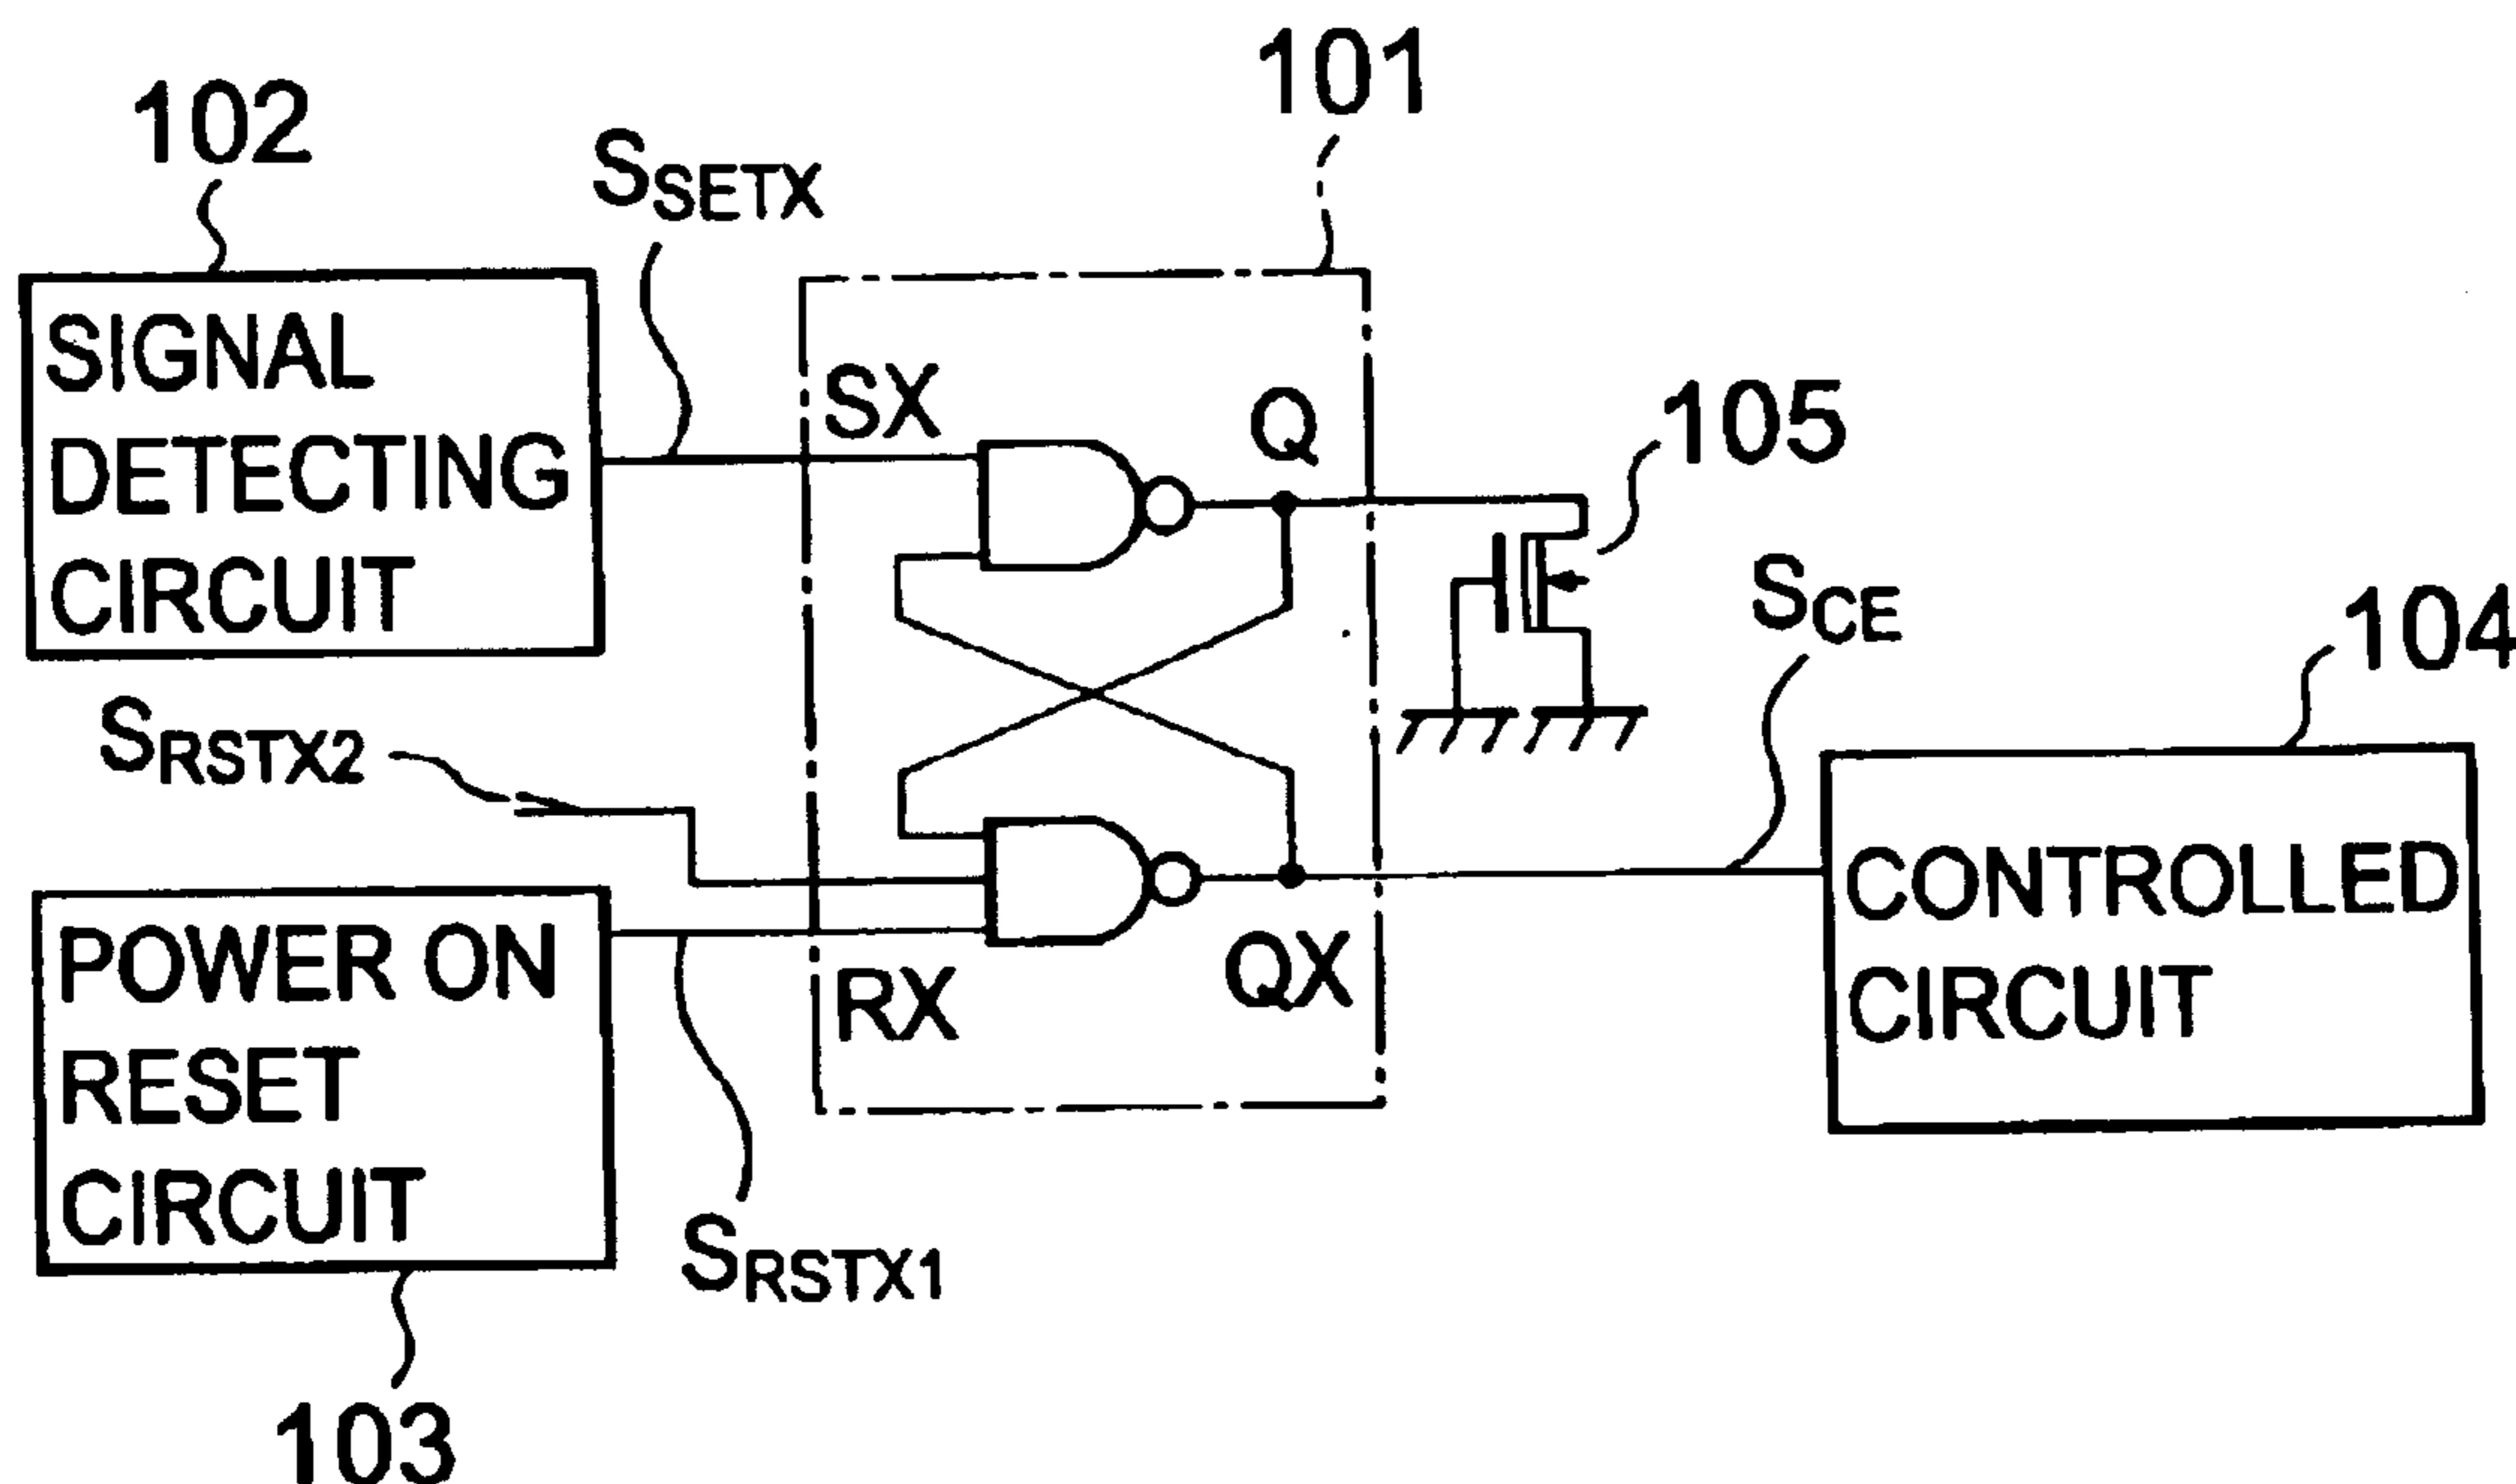 101
102
SSETX
SIGNAL
DETECTING
CIRCUIT
SX
Q
105
SCE
104
SRSTX2
CONTROLLED
CIRCUIT
POWER ON
RESET
CIRCUIT
RX
QX
SRSTX1
103